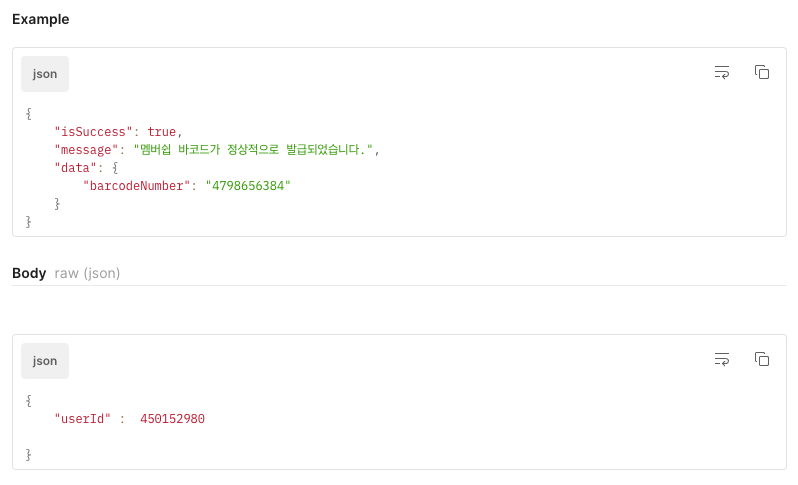 Example
json
{
    "isSuccess": true,
    "message": "멤버쉽 바코드가 정상적으로 발급되었습니다.",
    "data": {
        "barcodeNumber": "4798656384"
    }
}
Body raw (json)
json
{
    "userId" :  450152980
}